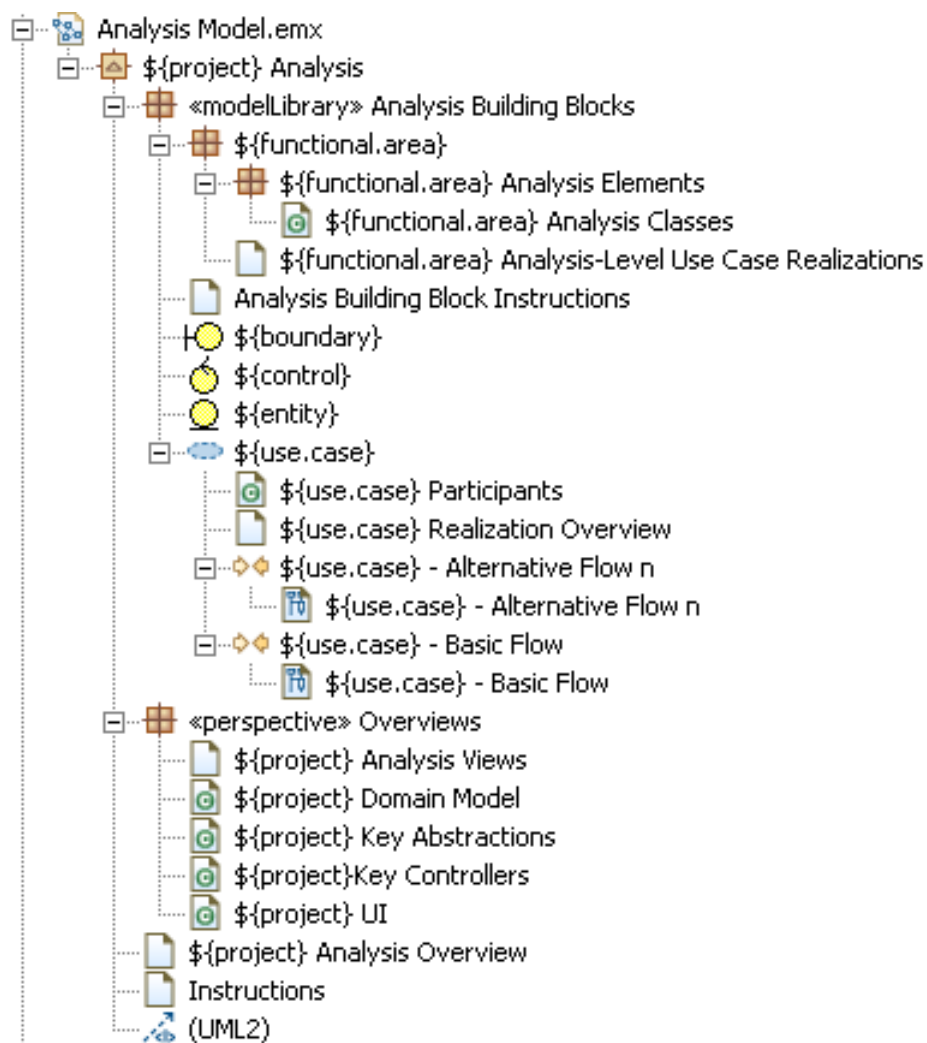 Analysis Model.emx
${project} Analysis
«modelLibrary» Analysis Building Blocks
${functional.area}
${functional.area} Analysis Elements
${functional.area} Analysis Classes
${functional.area} Analysis-Level Use Case Realizations
Analysis Building Block Instructions
${boundary}
${control}
${entity}
${use.case}
${use.case} Participants
${use.case} Realization Overview
${use.case} - Alternative Flow n
${use.case} - Alternative Flow n
${use.case} - Basic Flow
${use.case} - Basic Flow
«perspective» Overviews
${project} Analysis Views
${project} Domain Model
${project} Key Abstractions
${project}Key Controllers
${project} UI
${project} Analysis Overview
Instructions
(UML2)